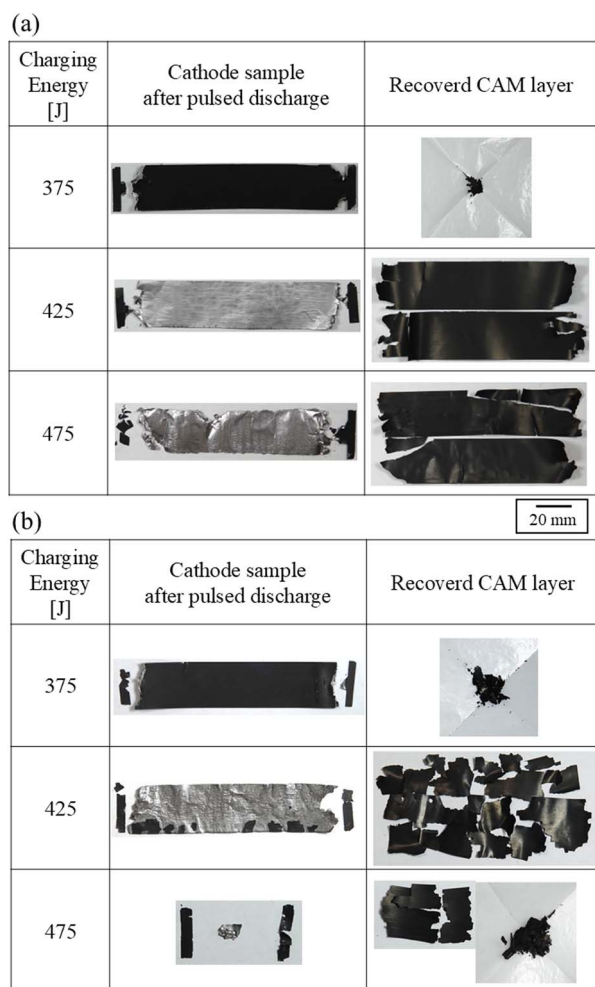 (a)
Charging
Energy
[J]
Cathode sample
after pulsed discharge
Recoverd CAM layer
375
425
475
20 mm
(b)
Charging
Energy
[J]
Cathode sample
after pulsed discharge
Recoverd CAM layer
375
425
475